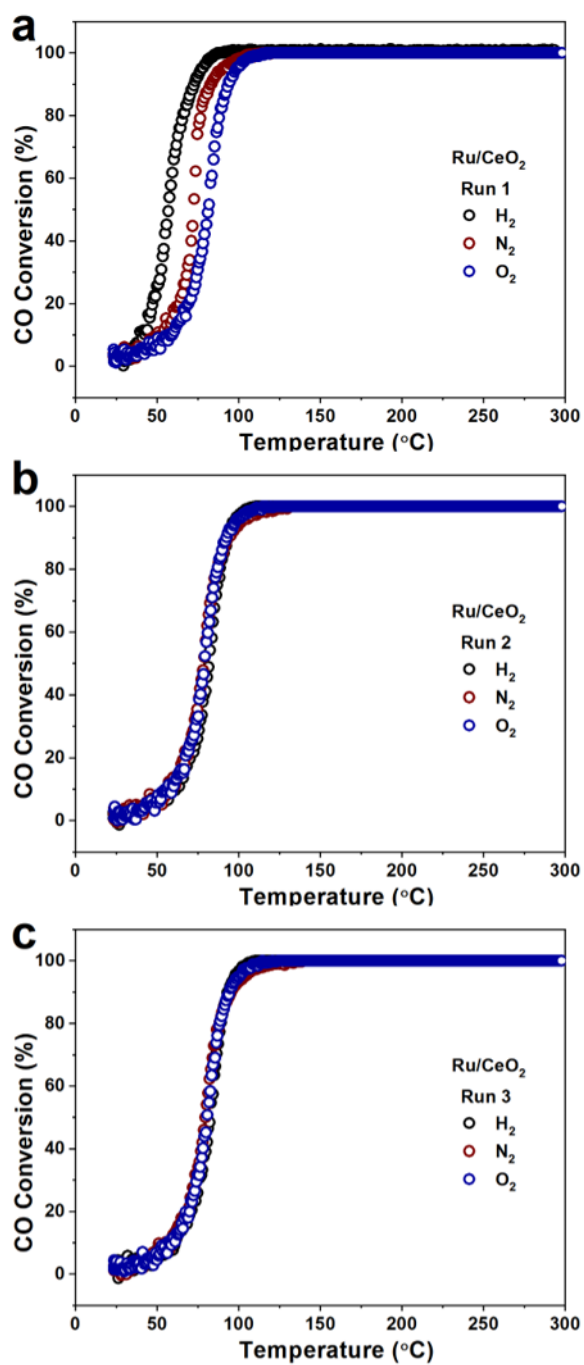 a
100
80
60
40
20
0
CO Conversion (%)
Ru/CeO₂
Run 1
H₂
N₂
O₂
0 50 100 150 200 250 300
Temperature (°C)
b
100
80
60
40
20
0
CO Conversion (%)
Ru/CeO₂
Run 2
H₂
N₂
O₂
0 50 100 150 200 250 300
Temperature (°C)
c
100
80
60
40
20
0
CO Conversion (%)
Ru/CeO₂
Run 3
H₂
N₂
O₂
0 50 100 150 200 250 300
Temperature (°C)